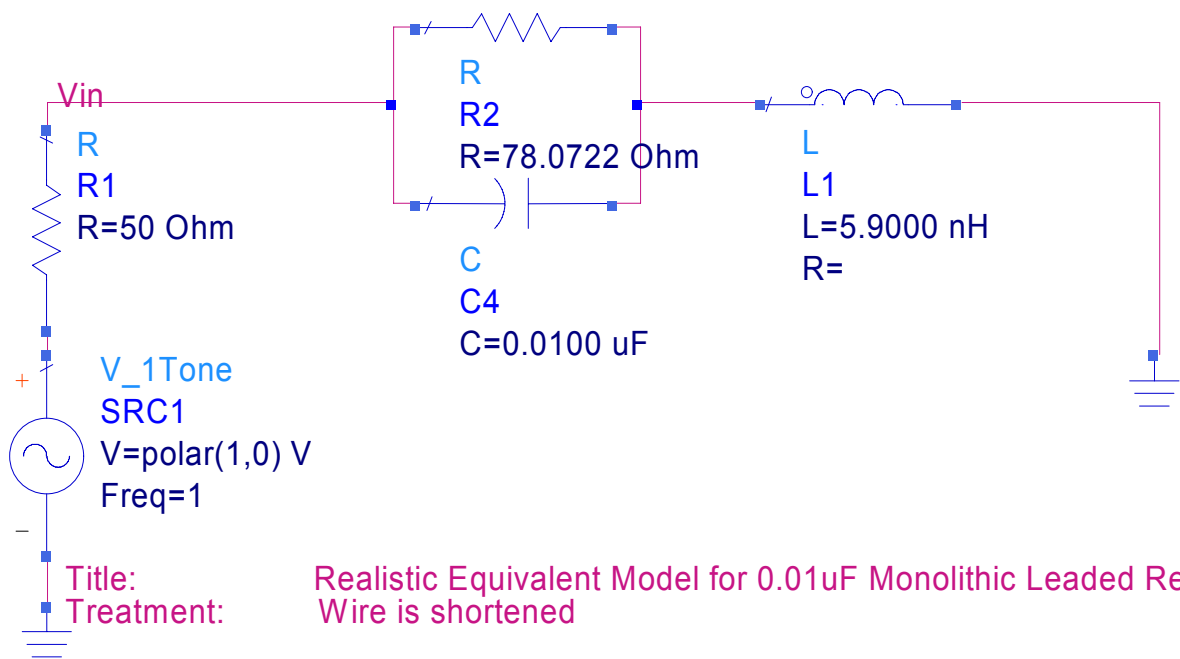 Vin
R
R1
R=50 Ohm
R
R2
R=78.0722 Ohm
C
C4
C=0.0100 uF
L
L1
L=5.9000 nH
R=
+
V_1Tone
SRC1
V=polar(1,0) V
Freq=1
−
Title: Realistic Equivalent Model for 0.01uF Monolithic Leaded Re
Treatment: Wire is shortened